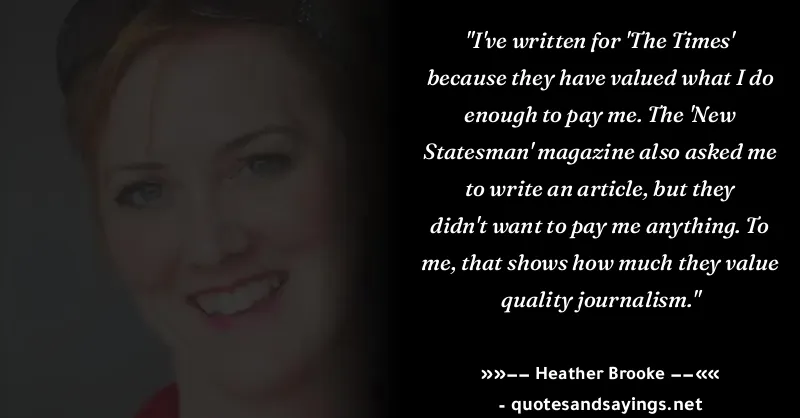 "I've written for 'The Times'
because they have valued what I do
enough to pay me. The 'New
Statesman' magazine also asked me
to write an article, but they
didn't want to pay me anything. To
me, that shows how much they value
quality journalism."
»»−− Heather Brooke −−««
- quotesandsayings.net